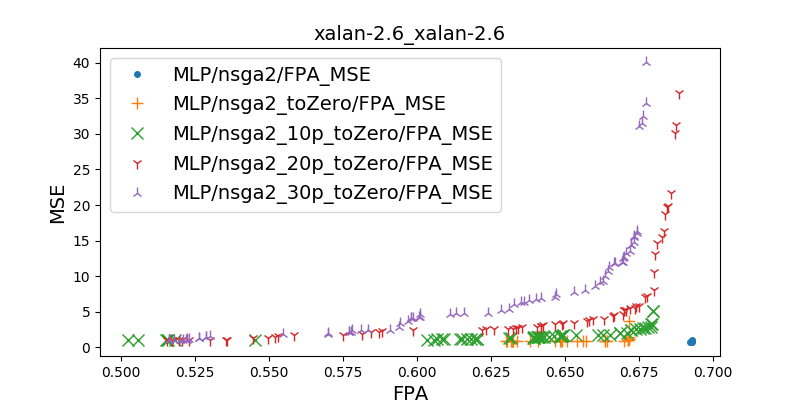 xalan-2.6_xalan-2.6
40
35
30
25
20
15
10
5
0
MSE
MLP/nsga2/FPA_MSE
MLP/nsga2_toZero/FPA_MSE
MLP/nsga2_10p_toZero/FPA_MSE
MLP/nsga2_20p_toZero/FPA_MSE
MLP/nsga2_30p_toZero/FPA_MSE
0.500 0.525 0.550 0.575 0.600 0.625 0.650 0.675 0.700
FPA